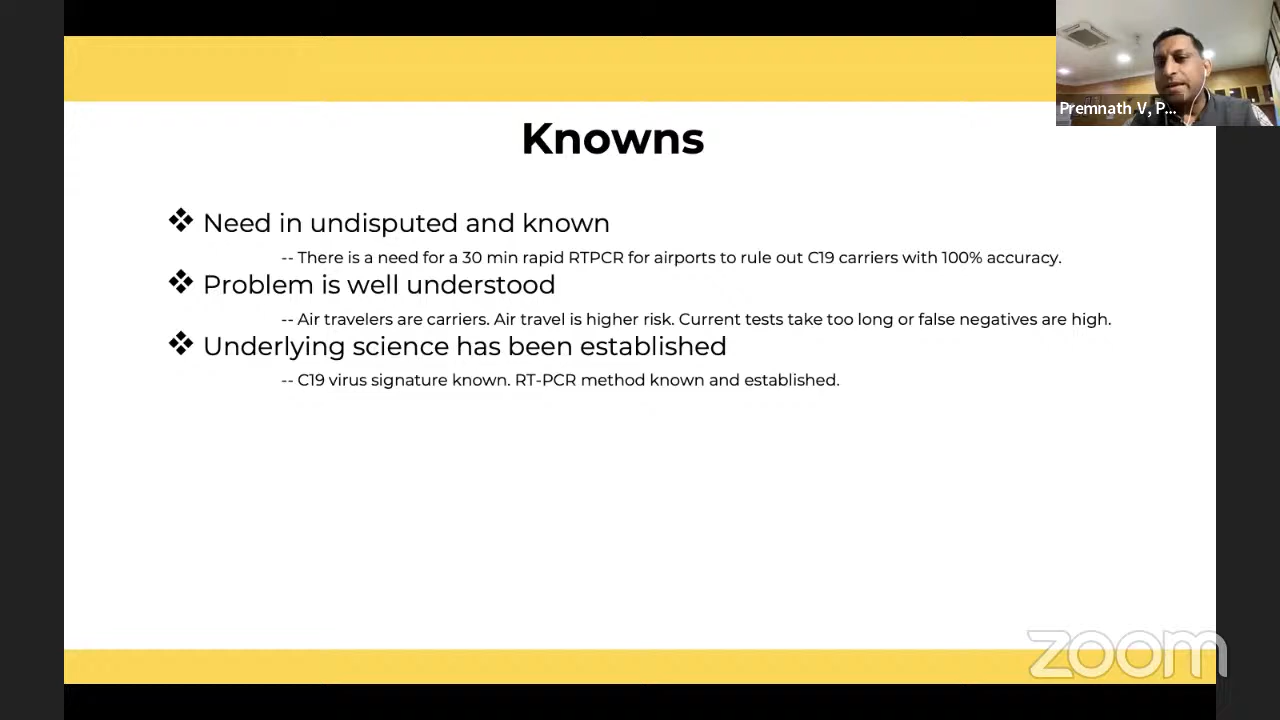 Knowns
Premnath V, P...
Need in undisputed and known
-- There is a need for a 30 min rapid RTPCR for airports to rule out C19 carriers with 100% accuracy.
Problem is well understood
-- Air travelers are carriers. Air travel is higher risk. Current tests take too long or false negatives are high.
Underlying science has been established
-- C19 virus signature known. RT-PCR method known and established.
zoom